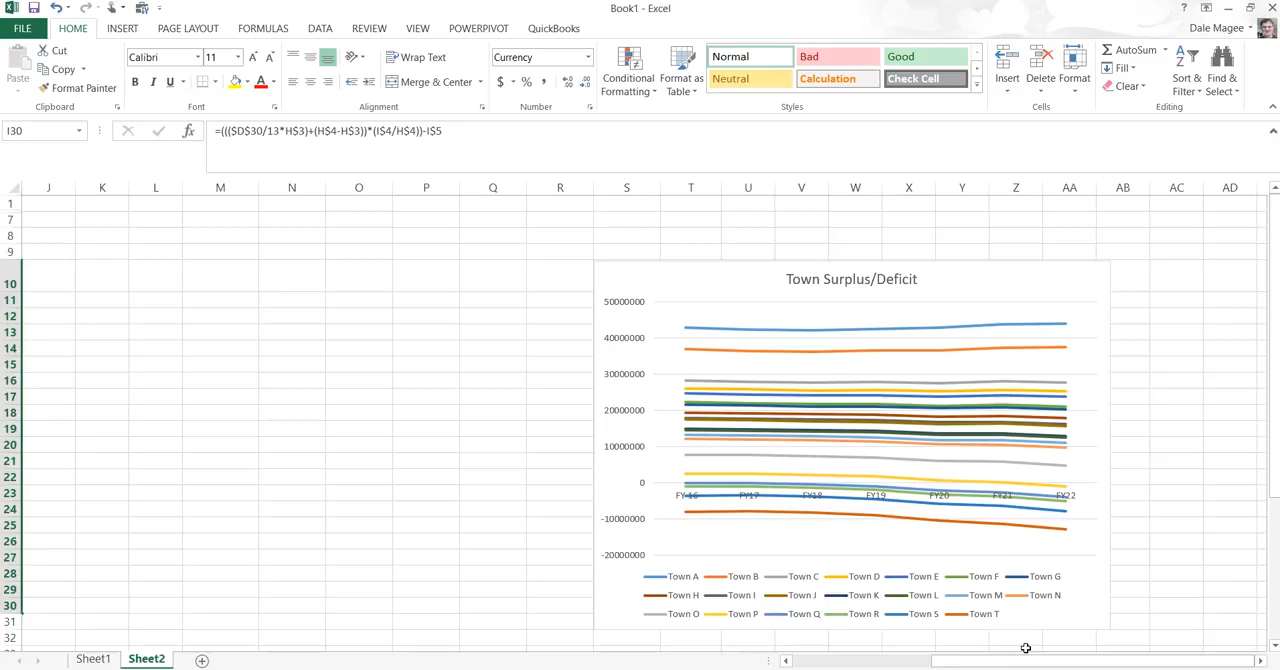 Book1 - Excel
FILE HOME INSERT PAGE LAYOUT FORMULAS DATA REVIEW VIEW POWERPIVOT QuickBooks Dale Magee
Paste Cut Copy Format Painter
Calibri 11
B I U
Wrap Text
Merge & Center
Currency
$ % ,
Conditional Formatting
Format as Table
Normal Bad Good
Neutral Calculation Check Cell
Insert Delete Format
AutoSum
Fill
Clear
Sort & Filter
Find & Select
Clipboard Font Alignment Number Styles Cells Editing
I30 fx =((($D$30/13*H$3)+(H$4-H$3))*(I$4/H$4))-I$5
J K L M N O P Q R S T U V W X Y Z AA AB AC AD
1
7
8
9
10
11
12
13
14
15
16
17
18
19
20
21
22
23
24
25
26
27
28
29
30
31
32
Town Surplus/Deficit
50000000
40000000
30000000
20000000
10000000
0
-10000000
-20000000
FY 16 FY17 FY18 FY19 FY20 FY21 FY22
Town A Town B Town C Town D Town E Town F Town G
Town H Town I Town J Town K Town L Town M Town N
Town O Town P Town Q Town R Town S Town T
Sheet1 Sheet2